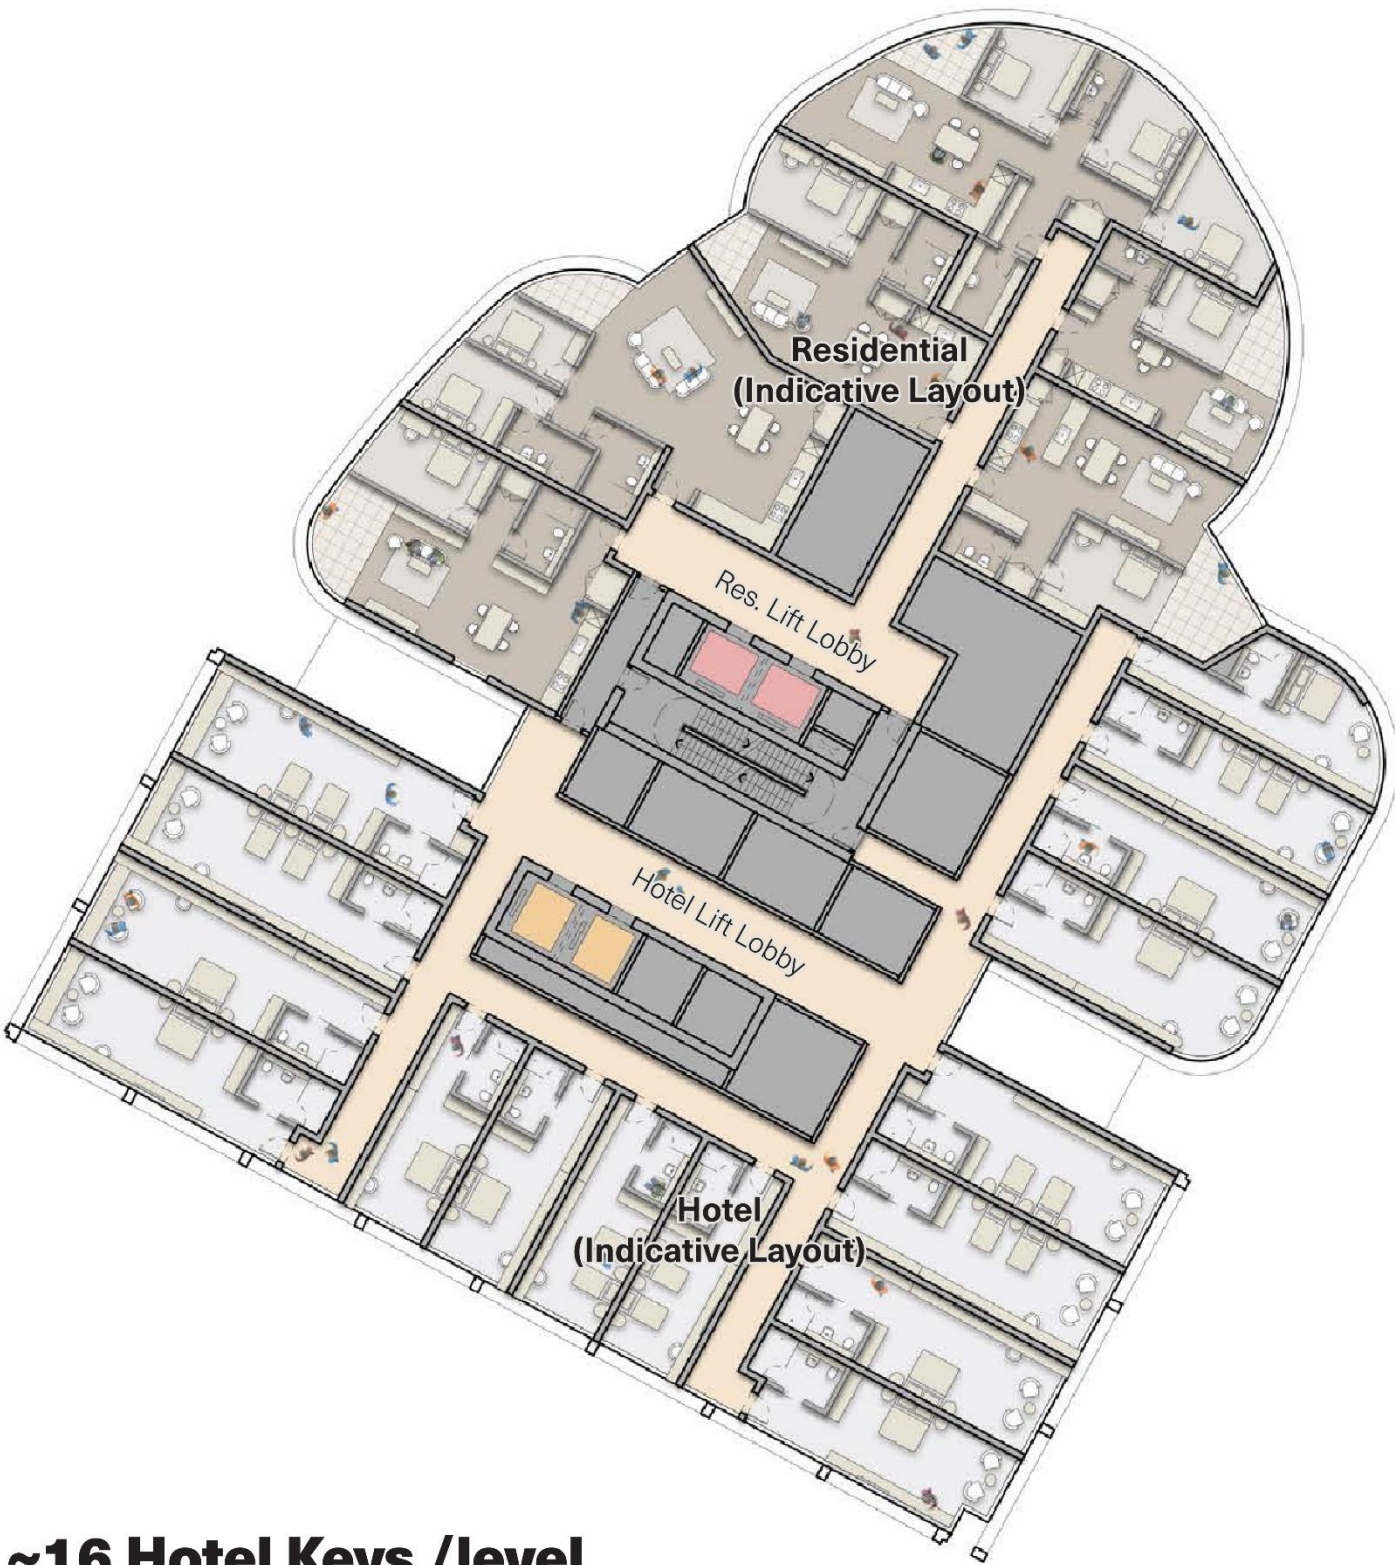 Residential
(Indicative Layout)
Res. Lift Lobby
Hotel Lift Lobby
Hotel
(Indicative Layout)
~16 Hotel Keys /level